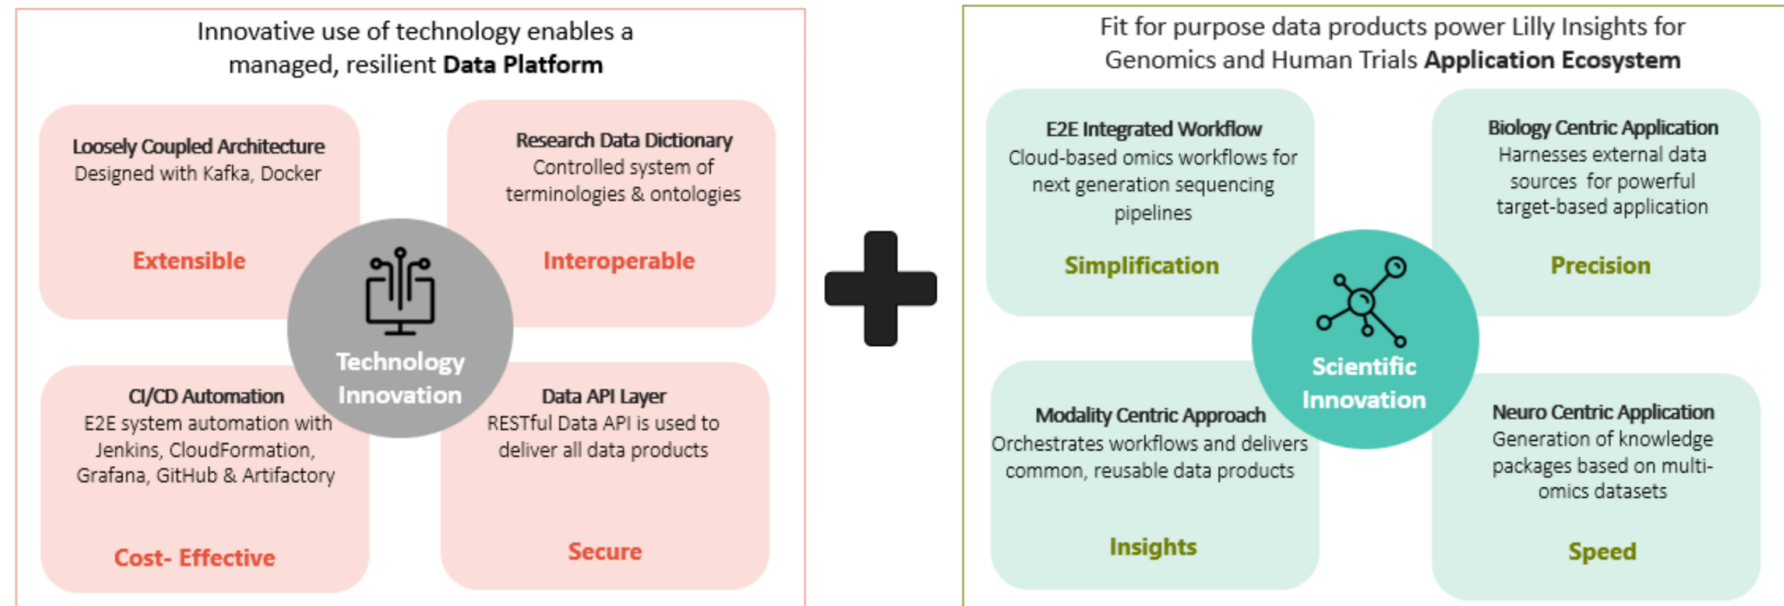 Innovative use of technology enables a
managed, resilient Data Platform
Loosely Coupled Architecture
Designed with Kafka, Docker
Extensible
Research Data Dictionary
Controlled system of
terminologies & ontologies
Interoperable
Technology
Innovation
CI/CD Automation
E2E system automation with
Jenkins, CloudFormation,
Grafana, GitHub & Artifactory
Cost- Effective
Data API Layer
RESTful Data API is used to
deliver all data products
Secure
Fit for purpose data products power Lilly Insights for
Genomics and Human Trials Application Ecosystem
E2E Integrated Workflow
Cloud-based omics workflows for
next generation sequencing
pipelines
Simplification
Biology Centric Application
Harnesses external data
sources for powerful
target-based application
Precision
Scientific
Innovation
Modality Centric Approach
Orchestrates workflows and delivers
common, reusable data products
Insights
Neuro Centric Application
Generation of knowledge
packages based on multi-
omics datasets
Speed